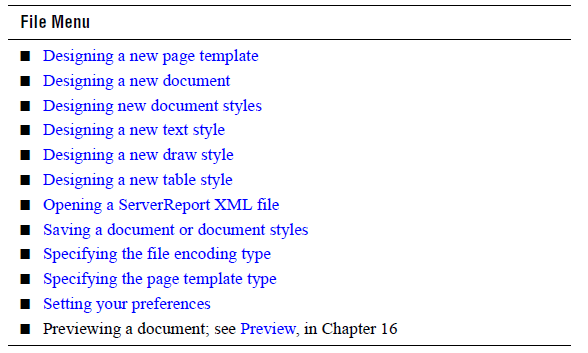 File Menu
■ Designing a new page template
■ Designing a new document
■ Designing new document styles
■ Designing a new text style
■ Designing a new draw style
■ Designing a new table style
■ Opening a ServerReport XML file
■ Saving a document or document styles
■ Specifying the file encoding type
■ Specifying the page template type
■ Setting your preferences
■ Previewing a document; see Preview, in Chapter 16